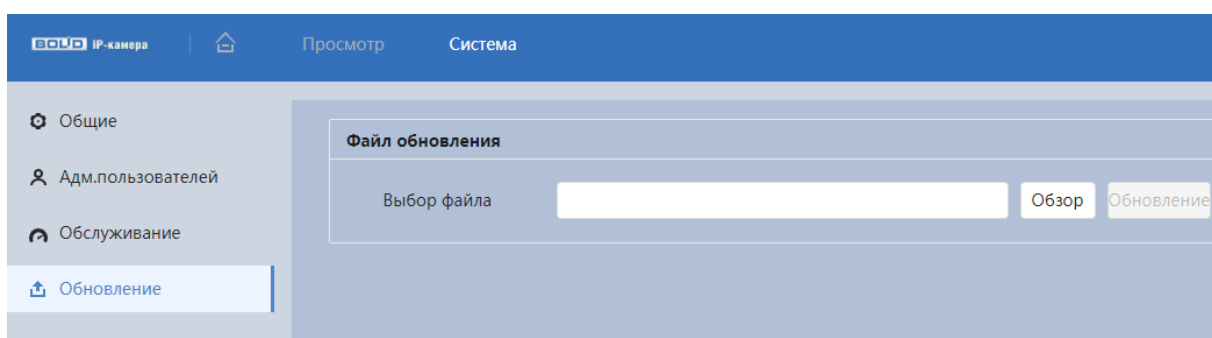 BOLID IP-камера Просмотр Система
Общие
Файл обновления
Адм.пользователей
Выбор файла Обзор Обновление
Обслуживание
Обновление